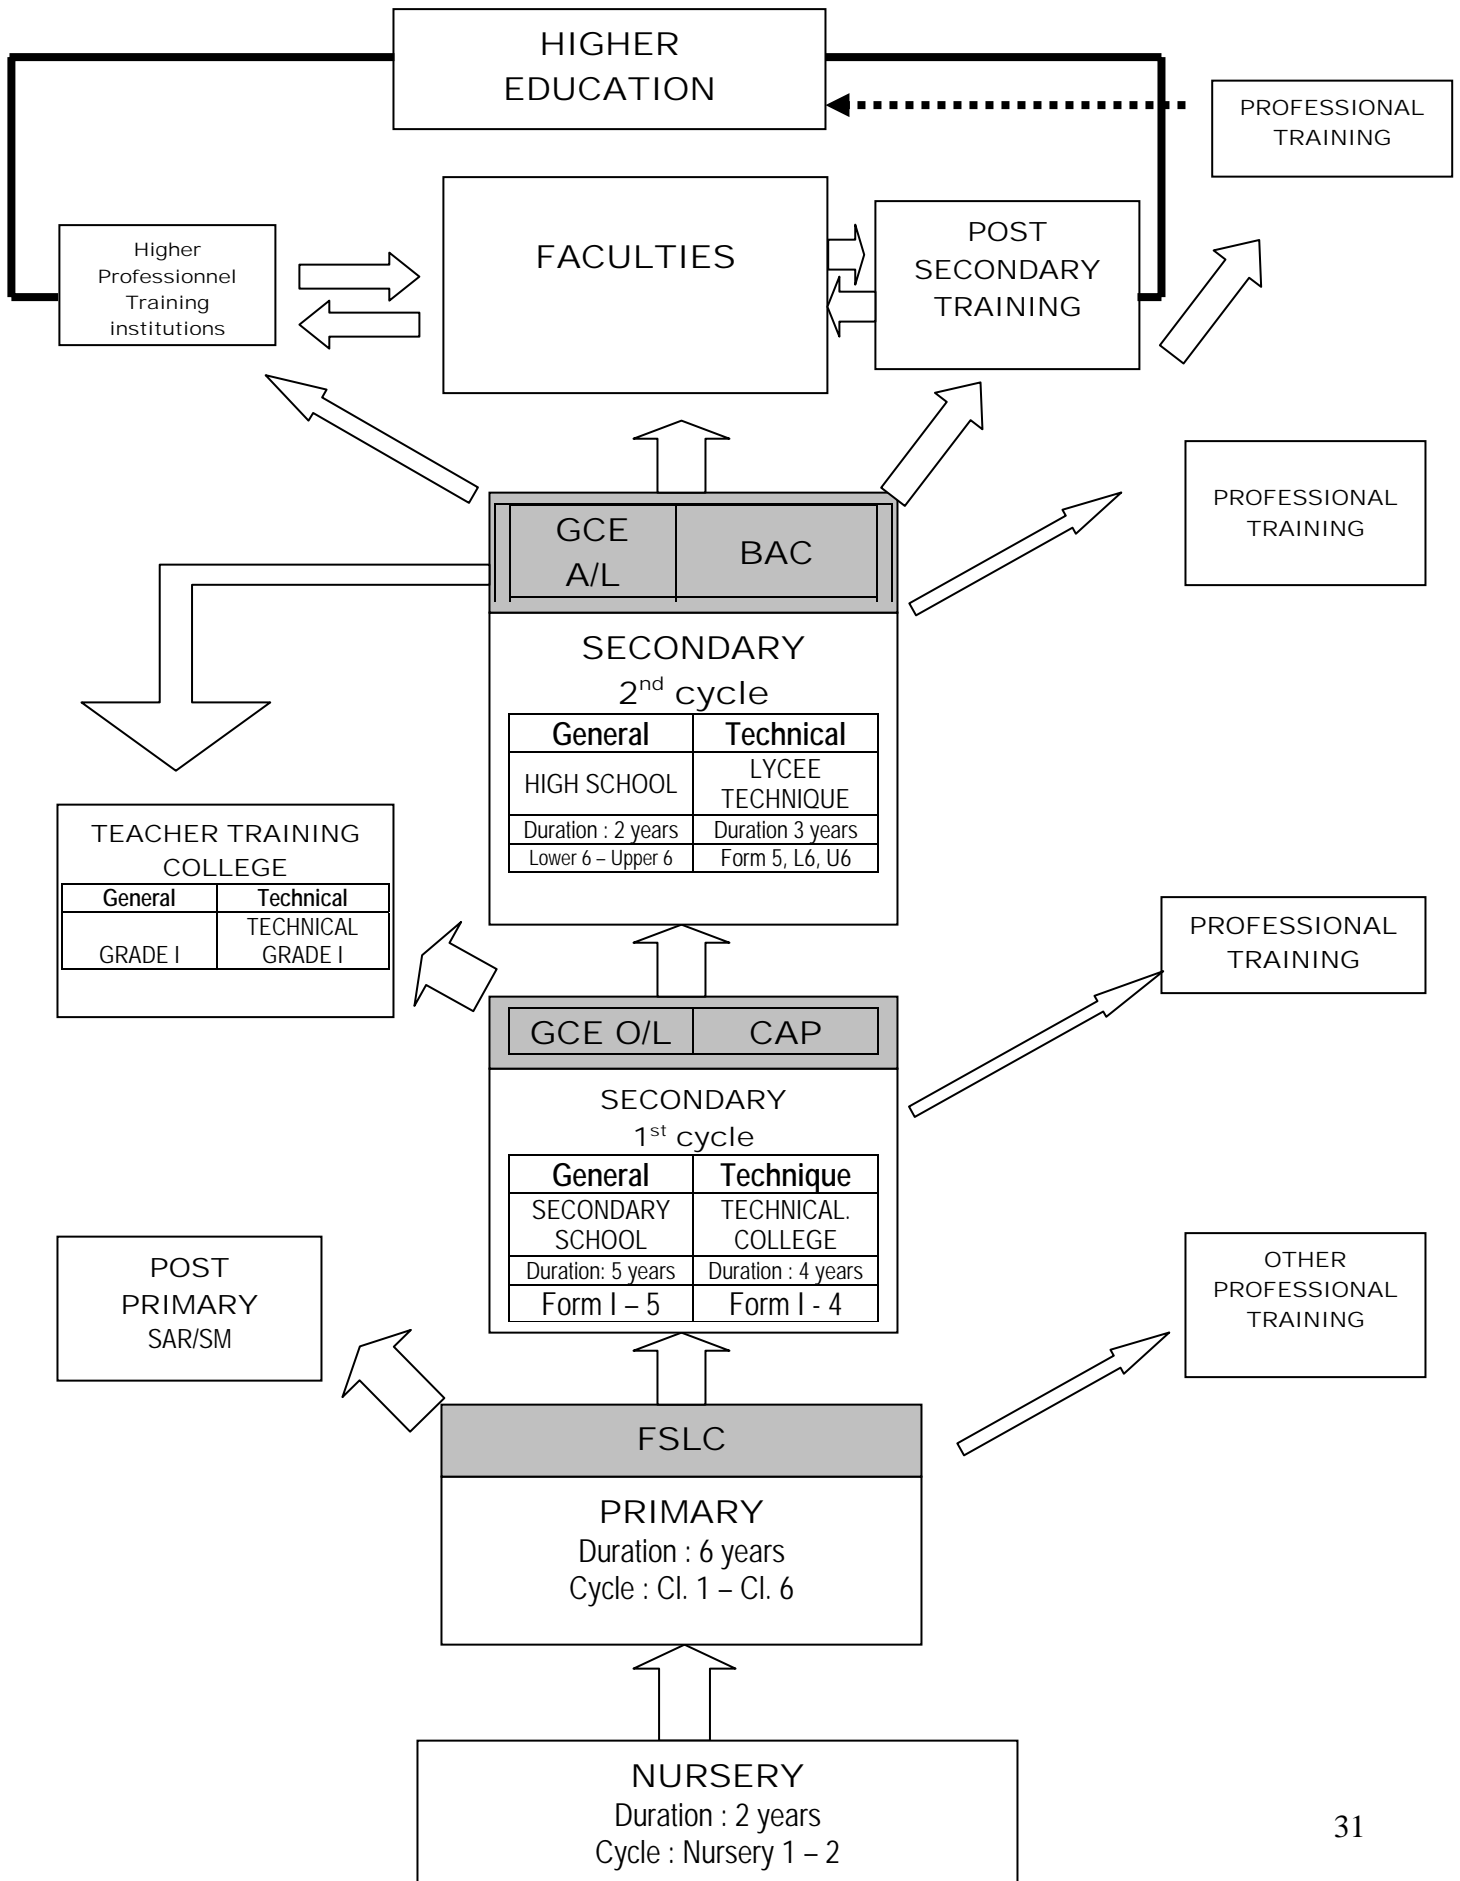 HIGHER
EDUCATION
PROFESSIONAL
TRAINING
Higher
Professionnel
Training
institutions
FACULTIES
POST
SECONDARY
TRAINING
PROFESSIONAL
TRAINING
GCE
A/L
BAC
SECONDARY
2nd cycle
General
Technical
HIGH SCHOOL
LYCEE
TECHNIQUE
Duration : 2 years
Duration 3 years
Lower 6 – Upper 6
Form 5, L6, U6
TEACHER TRAINING
COLLEGE
General
Technical
GRADE I
TECHNICAL
GRADE I
PROFESSIONAL
TRAINING
GCE O/L
CAP
SECONDARY
1st cycle
General
Technique
SECONDARY
SCHOOL
TECHNICAL.
COLLEGE
Duration: 5 years
Duration : 4 years
Form I – 5
Form I - 4
POST
PRIMARY
SAR/SM
OTHER
PROFESSIONAL
TRAINING
FSLC
PRIMARY
Duration : 6 years
Cycle : Cl. 1 – Cl. 6
NURSERY
Duration : 2 years
Cycle : Nursery 1 – 2
31